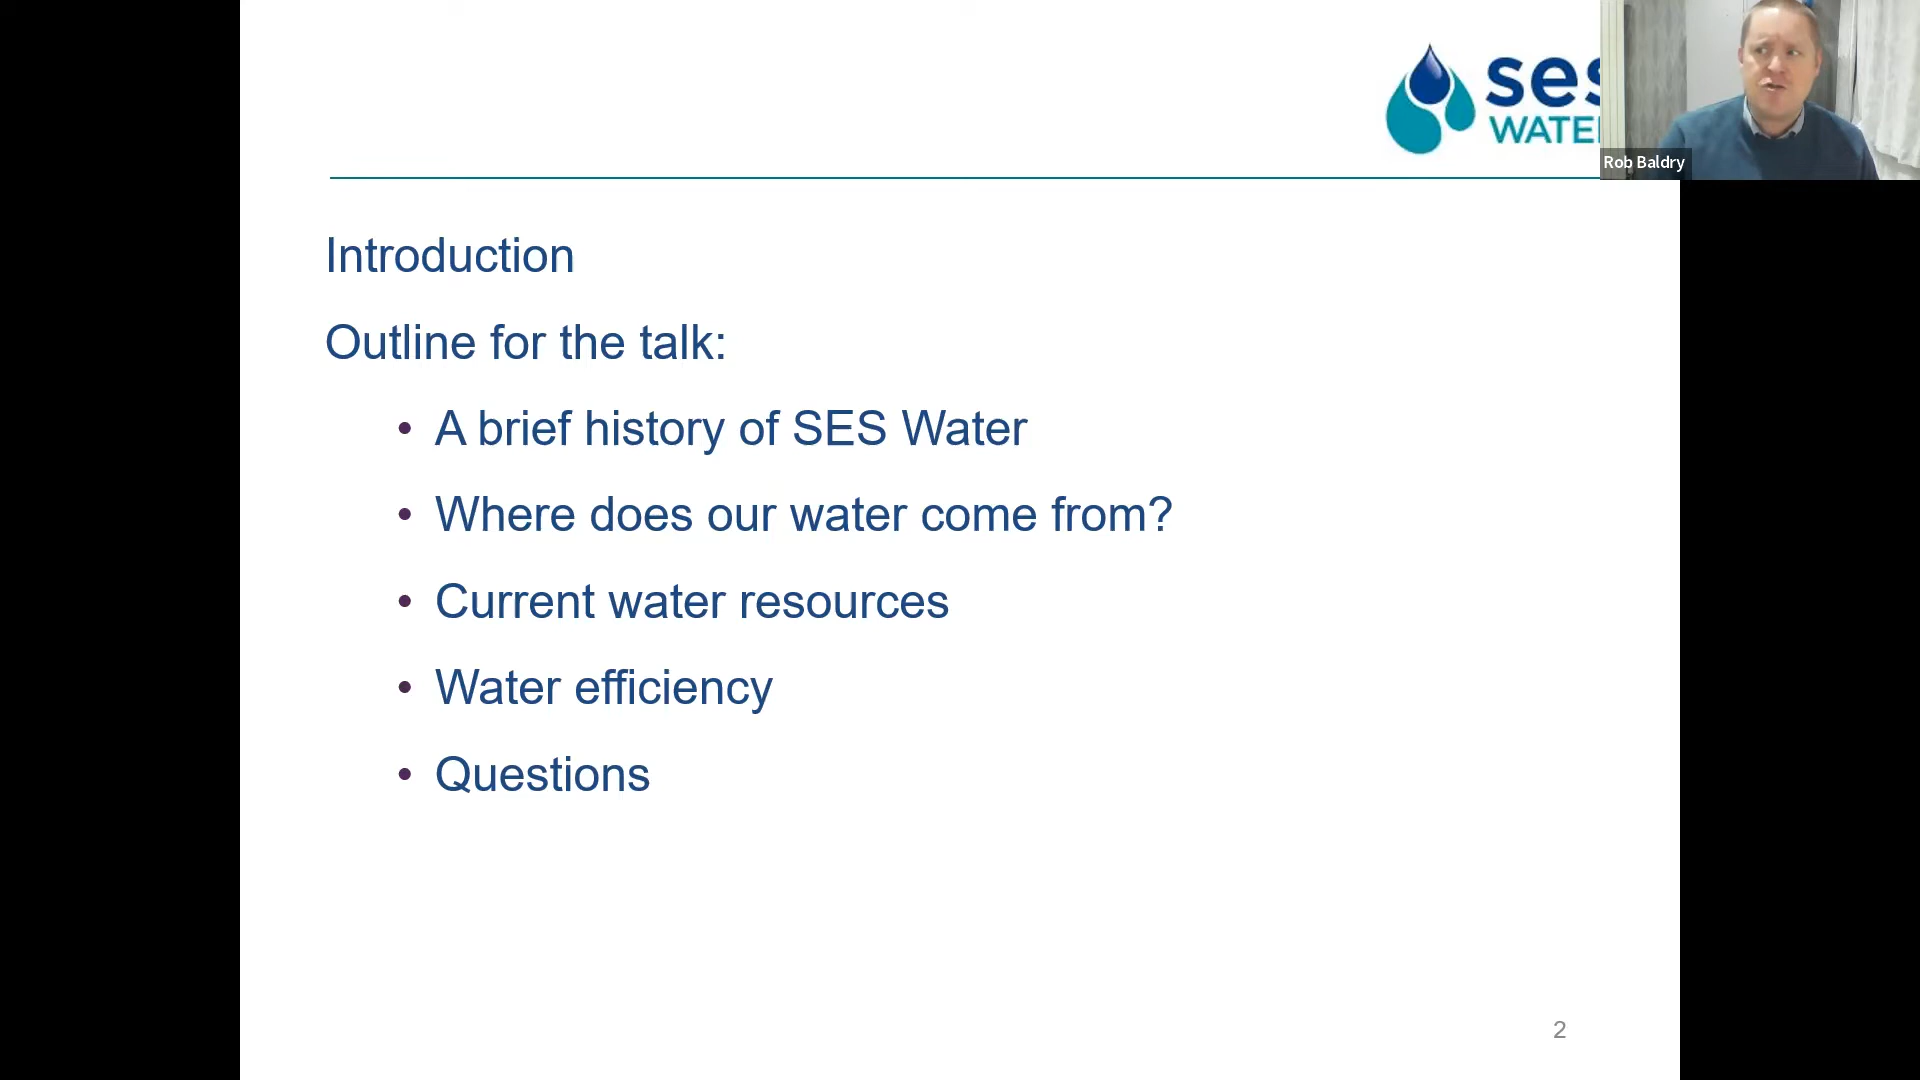 ses
WATER
Rob Baldry
Introduction
Outline for the talk:
• A brief history of SES Water
• Where does our water come from?
• Current water resources
• Water efficiency
• Questions
2